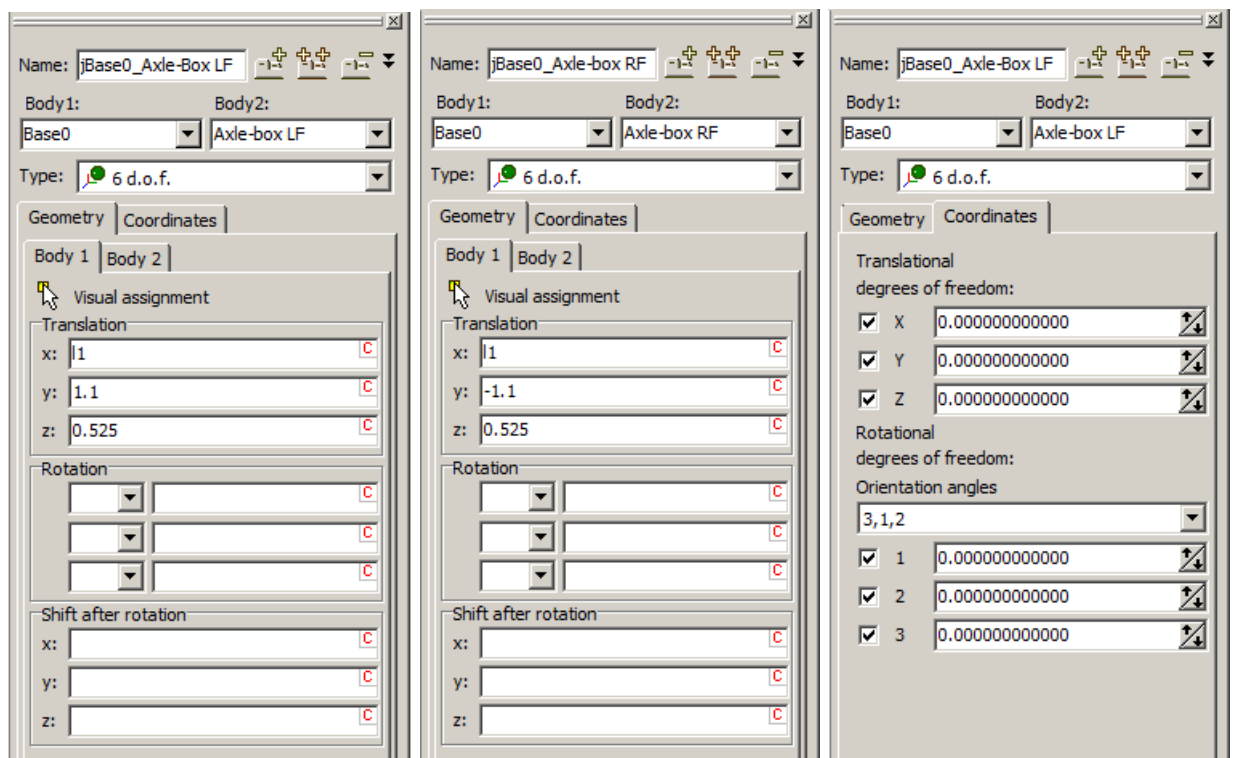 Name: jBase0_Axle-Box LF
Body1: Body2:
Base0 Axle-box LF
Type: 6 d.o.f.
Geometry Coordinates
Body 1 Body 2
Visual assignment
Translation
x: l1 C
y: 1.1 C
z: 0.525 C
Rotation
C
C
C
Shift after rotation
x: C
y: C
z: C
Name: jBase0_Axle-box RF
Body1: Body2:
Base0 Axle-box RF
Type: 6 d.o.f.
Geometry Coordinates
Body 1 Body 2
Visual assignment
Translation
x: l1 C
y: -1.1 C
z: 0.525 C
Rotation
C
C
C
Shift after rotation
x: C
y: C
z: C
Name: jBase0_Axle-Box LF
Body1: Body2:
Base0 Axle-box LF
Type: 6 d.o.f.
Geometry Coordinates
Translational
degrees of freedom:
X 0.000000000000
Y 0.000000000000
Z 0.000000000000
Rotational
degrees of freedom:
Orientation angles
3,1,2
1 0.000000000000
2 0.000000000000
3 0.000000000000